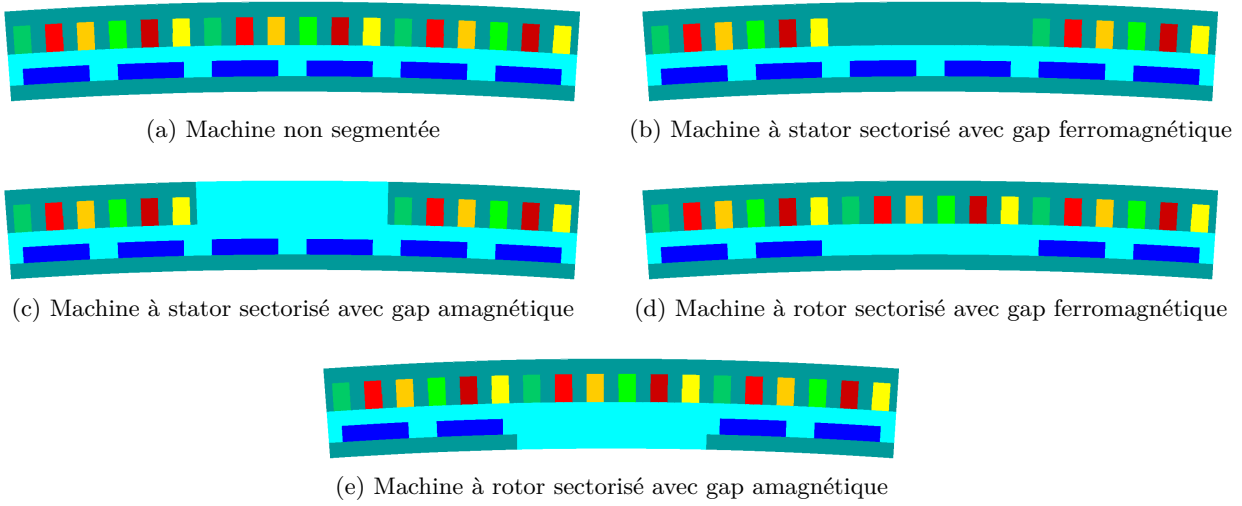 (a) Machine non segmentée
(b) Machine à stator sectorisé avec gap ferromagnétique
(c) Machine à stator sectorisé avec gap amagnétique
(d) Machine à rotor sectorisé avec gap ferromagnétique
(e) Machine à rotor sectorisé avec gap amagnétique